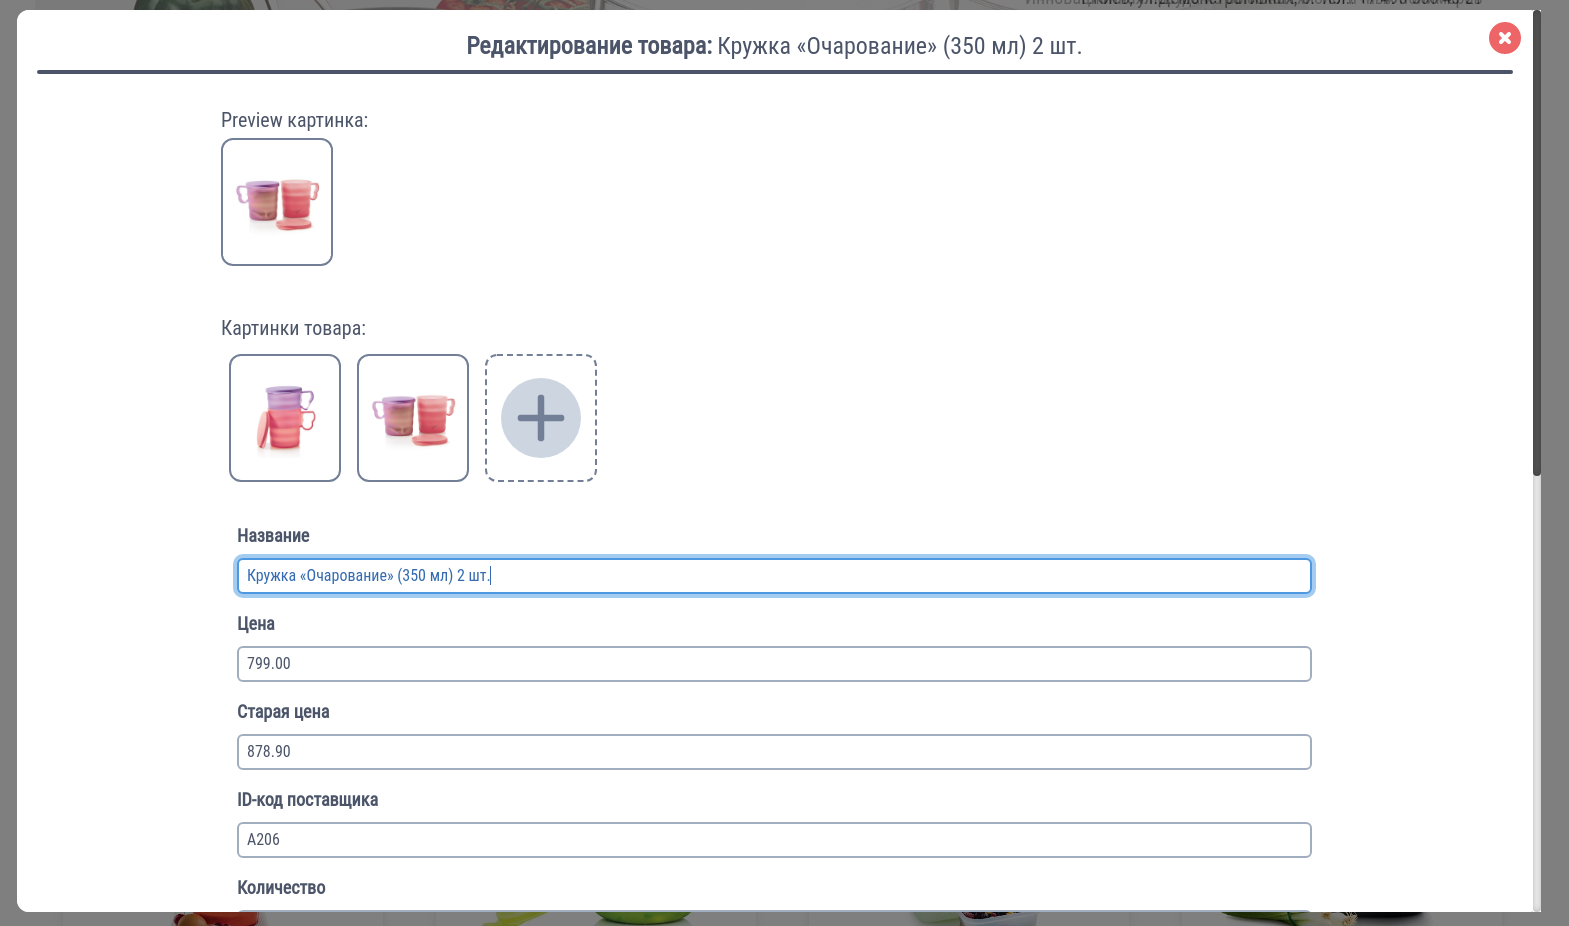 Редактирование товара: Кружка «Очарование» (350 мл) 2 шт.
Preview картинка:
Картинки товара:
Название
Кружка «Очарование» (350 мл) 2 шт.
Цена
799.00
Старая цена
878.90
ID-код поставщика
A206
Количество